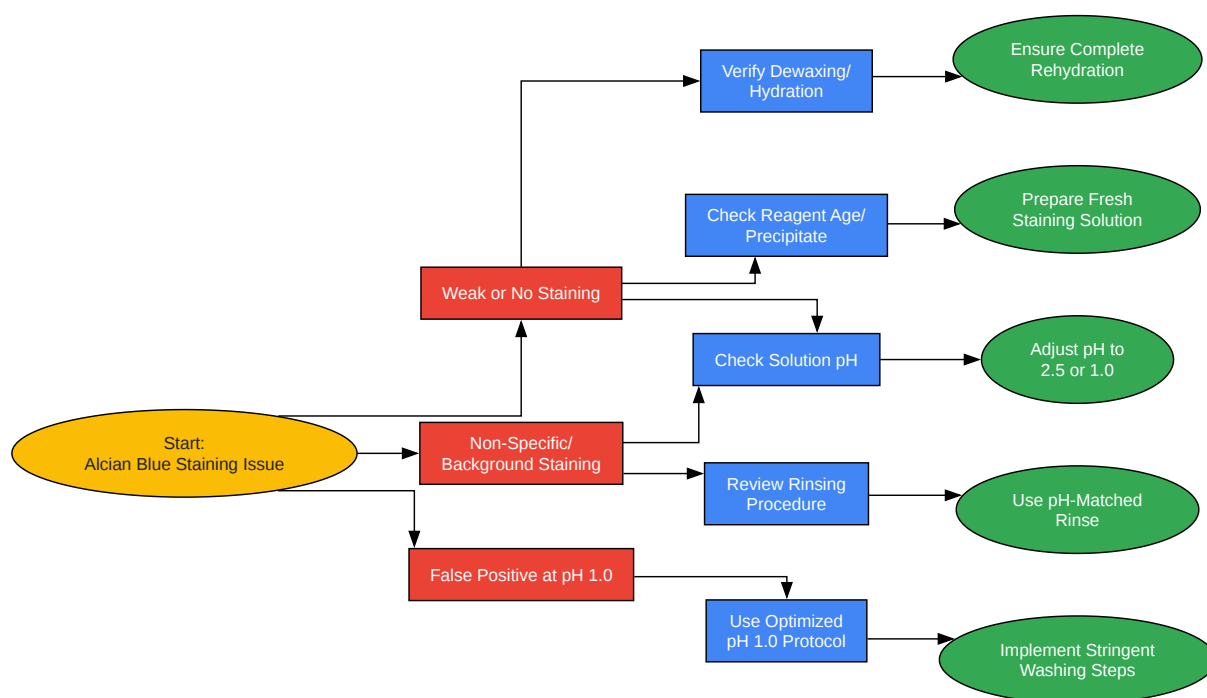 Start:
Alcian Blue Staining Issue
Weak or No Staining
Non-Specific/
Background Staining
False Positive at pH 1.0
Verify Dewaxing/
Hydration
Check Reagent Age/
Precipitate
Check Solution pH
Review Rinsing
Procedure
Use Optimized
pH 1.0 Protocol
Ensure Complete
Rehydration
Prepare Fresh
Staining Solution
Adjust pH to
2.5 or 1.0
Use pH-Matched
Rinse
Implement Stringent
Washing Steps